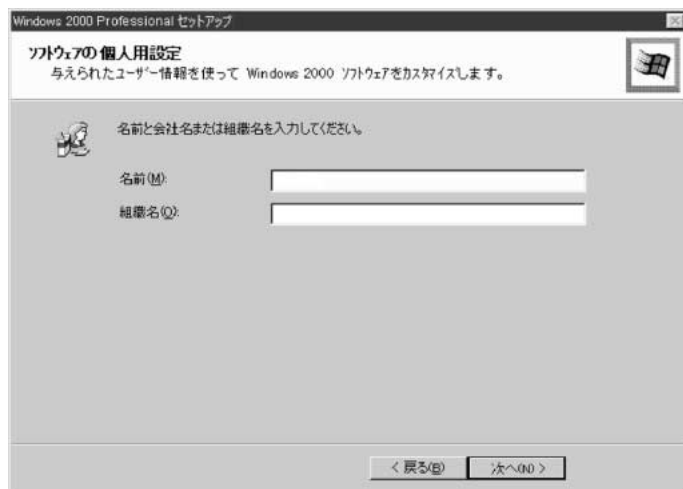 Windows 2000 Professional セットアップ
ソフトウェアの個人用設定
与えられたユーザー情報を使って Windows 2000 ソフトウェアをカスタマイズします。
名前と会社名または組織名を入力してください。
名前(M):
組織名(O):
< 戻る(B)
次へ(N) >